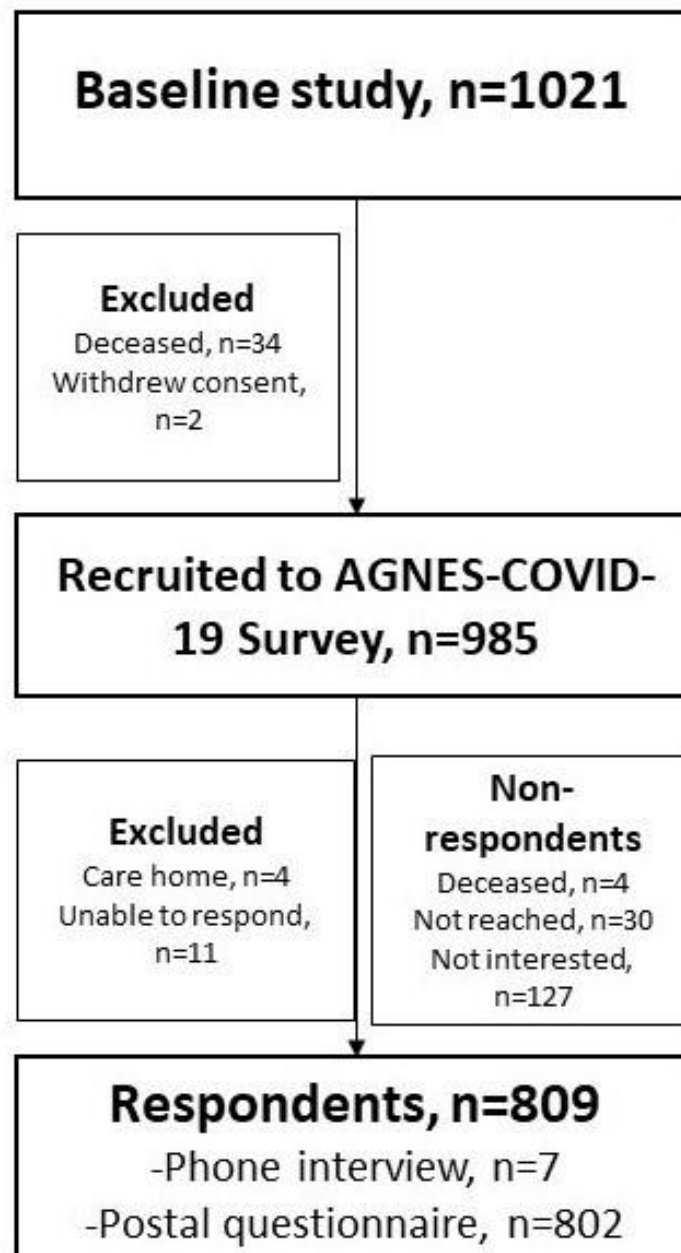 Baseline study, n=1021
Excluded
Deceased, n=34
Withdrew consent,
n=2
Recruited to AGNES-COVID-
19 Survey, n=985
Excluded
Care home, n=4
Unable to respond,
n=11
Non-
respondents
Deceased, n=4
Not reached, n=30
Not interested,
n=127
Respondents, n=809
-Phone interview, n=7
-Postal questionnaire, n=802